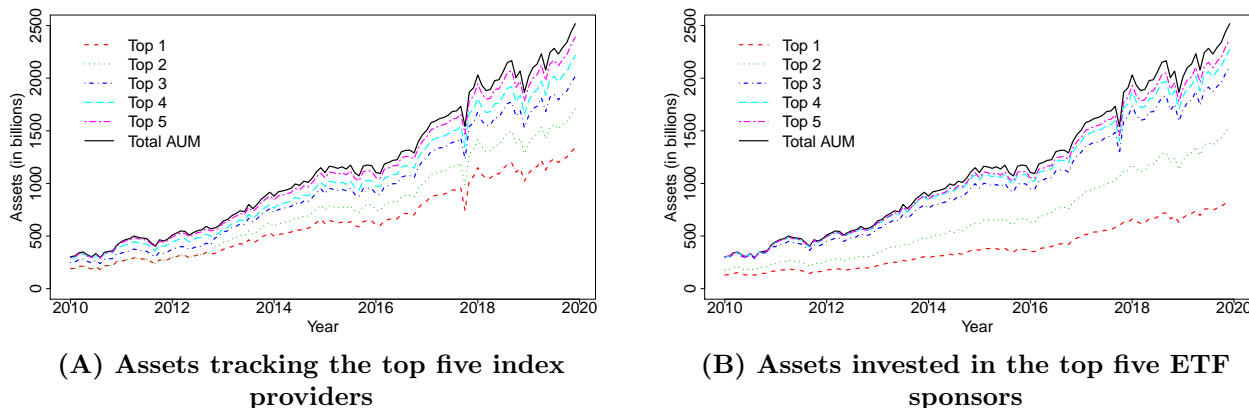 2500
2000
1500
1000
500
0
Assets (in billions)
Top 1
Top 2
Top 3
Top 4
Top 5
Total AUM
2010 2012 2014 2016 2018 2020
Year
(A) Assets tracking the top five index
providers
2500
2000
1500
1000
500
0
Assets (in billions)
Top 1
Top 2
Top 3
Top 4
Top 5
Total AUM
2010 2012 2014 2016 2018 2020
Year
(B) Assets invested in the top five ETF
sponsors